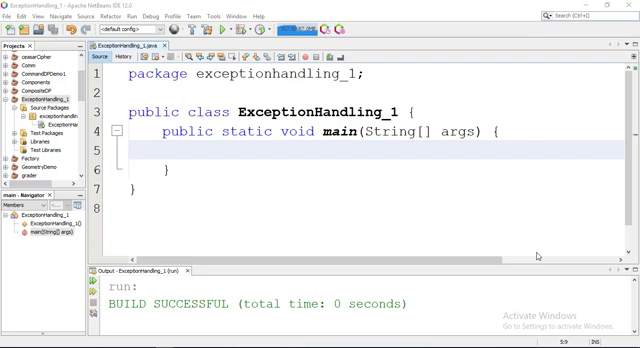 ExceptionHandling_1 - Apache NetBeans IDE 12.0
File Edit View Navigate Source Refactor Run Debug Profile Team Tools Window Help
Search (Ctrl+I)
<default config>
Projects
ExceptionHandling_1.java
Source History
ceasarCipher
Comm
CommandDPDemo1
Components
CompositeDP
ExceptionHandling_1
Source Packages
exceptionhandlin
ExceptionHa
Test Packages
Libraries
Test Libraries
Factory
GeometryDemo
grader
1 package exceptionhandling_1;
2
3 public class ExceptionHandling_1 {
4 public static void main(String[] args) {
6 }
7 }
8
main - Navigator
Members
ExceptionHandling_1
ExceptionHandling_1()
main(String[] args)
Output - ExceptionHandling_1 (run)
run:
BUILD SUCCESSFUL (total time: 0 seconds)
Activate Windows
Go to Settings to activate Windows.
5:9 INS